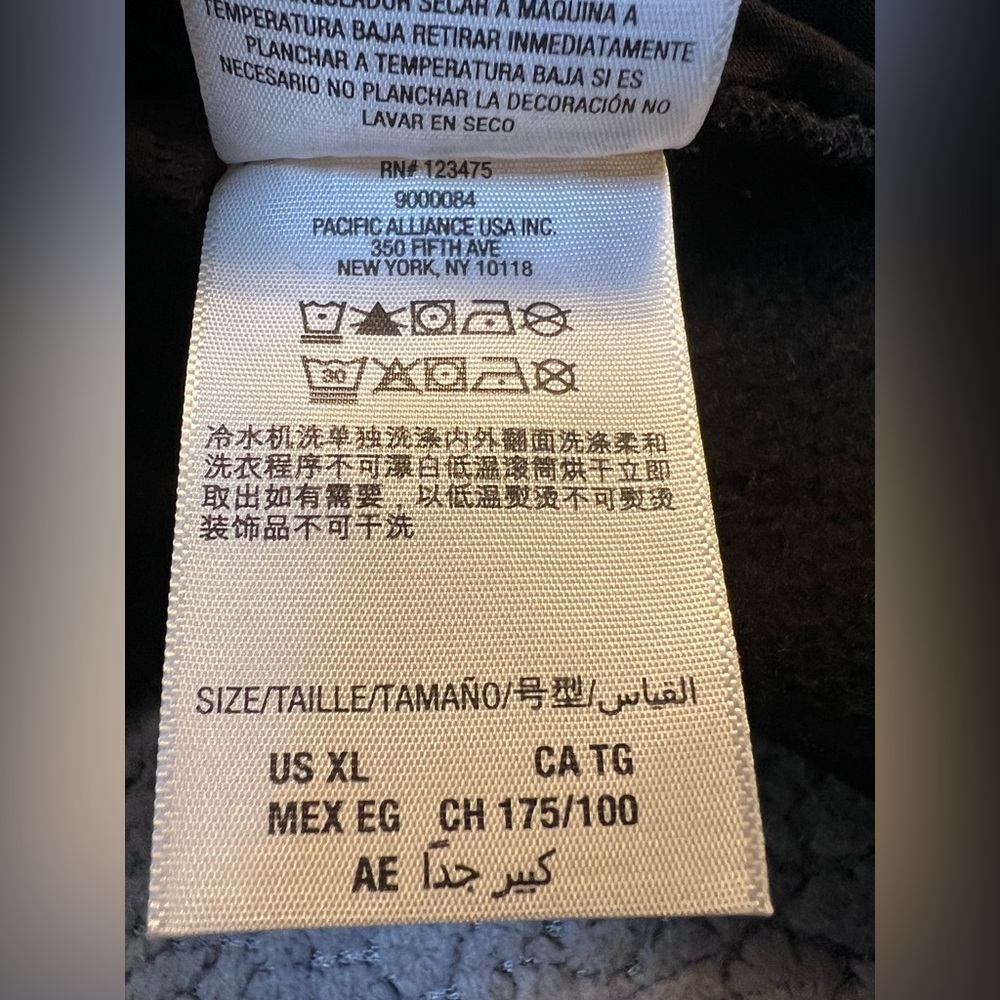 SECAR A MAQUINA A
TEMPERATURA BAJA RETIRAR INMEDIATAMENTE
PLANCHAR A TEMPERATURA BAJA SI ES
NECESARIO NO PLANCHAR LA DECORACIÓN NO
LAVAR EN SECO
RN# 123475
9000084
PACIFIC ALLIANCE USA INC.
350 FIFTH AVE
NEW YORK, NY 10118
30
冷水机洗单独洗涤内外翻面洗涤柔和
洗衣程序不可漂白低温滚筒烘干立即
取出如有需要 以低温熨烫不可熨烫
装饰品不可干洗
SIZE/TAILLE/TAMAÑO/号型/القياس
US XL CA TG
MEX EG CH 175/100
AE كبير جداً